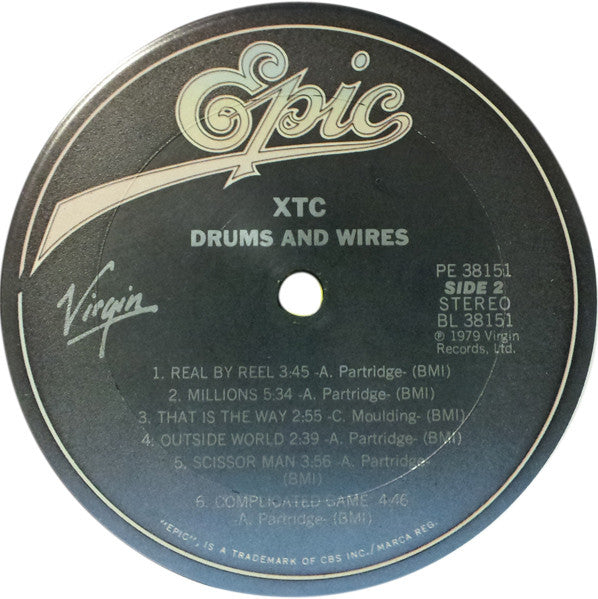 Epic
XTC
DRUMS AND WIRES
Virgin
PE 38151
SIDE 2
STEREO
BL 38151
℗ 1979 Virgin
Records, Ltd.
1. REAL BY REEL 3:45 -A. Partridge- (BMI)
2. MILLIONS 5:34 -A. Partridge- (BMI)
3. THAT IS THE WAY 2:55 -C. Moulding- (BMI)
4. OUTSIDE WORLD 2:39 -A. Partridge- (BMI)
5. SCISSOR MAN 3:56 -A. Partridge-
(BMI)
6. COMPLICATED GAME 4:46
-A. Partridge- (BMI)
"EPIC", IS A TRADEMARK OF CBS INC./MARCA REG.